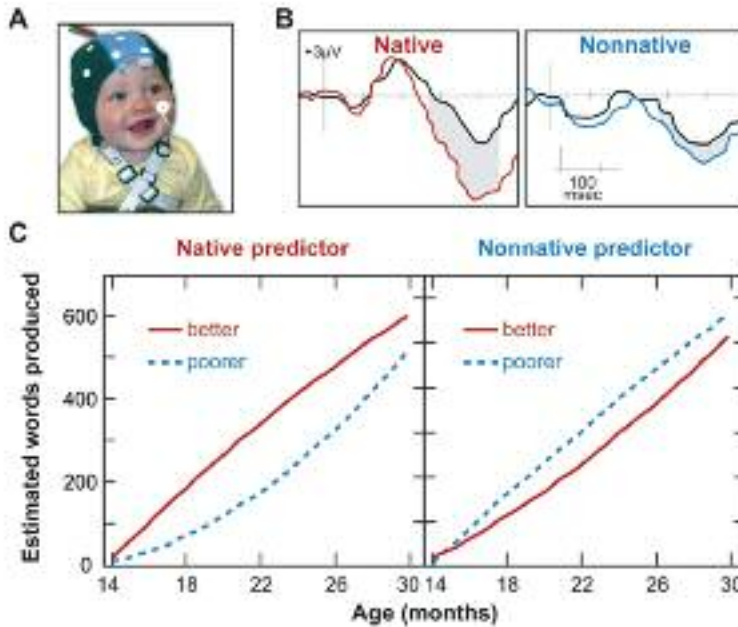 A
B
+3μV
Native
Nonnative
100
msec
C
Native predictor
Nonnative predictor
Estimated words produced
600
400
200
0
better
poorer
better
poorer
14
18
22
26
30
14
18
22
26
30
Age (months)